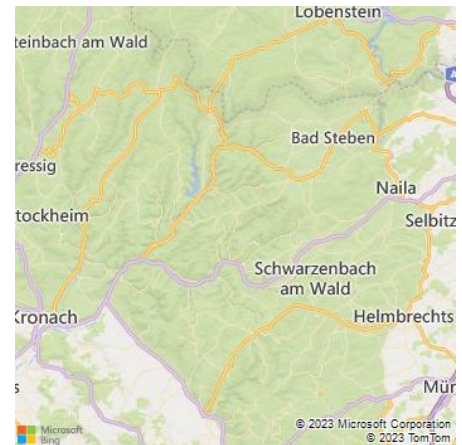 Lobenstein
teinbach am Wald
A
Bad Steben
ressig
Naila
tockheim
Selbitz
Schwarzenbach
am Wald
Kronach
Helmbrechts
s
Mün
Microsoft
Bing
© 2023 Microsoft Corporation
© 2023 TomTom